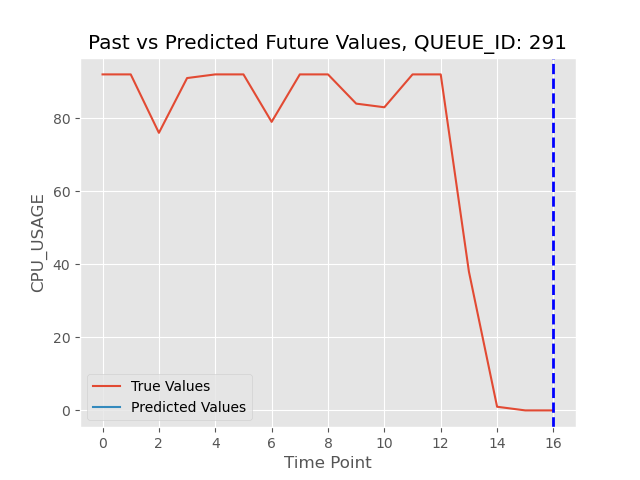 Past vs Predicted Future Values, QUEUE_ID: 291
CPU_USAGE
80
60
40
20
0
True Values
Predicted Values
0 2 4 6 8 10 12 14 16
Time Point